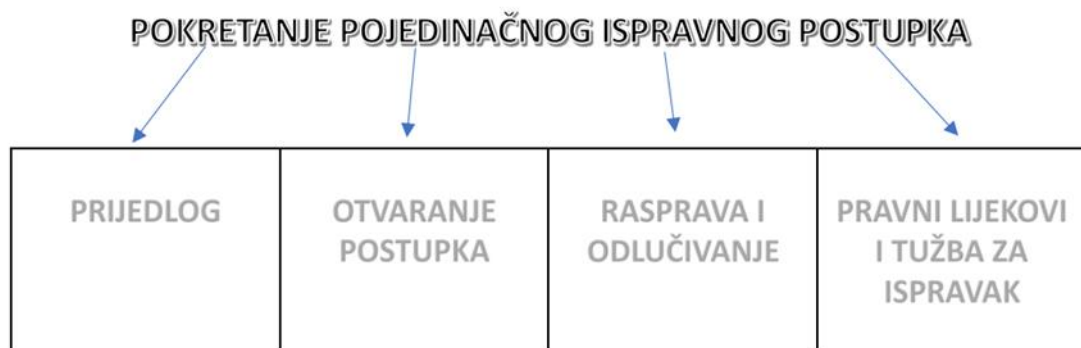 POKRETANJE POJEDINAČNOG ISPRAVNOG POSTUPKA
PRIJEDLOG
OTVARANJE
POSTUPKA
RASPRAVA I
ODLUČIVANJE
PRAVNI LIJEKOVI
I TUŽBA ZA
ISPRAVAK